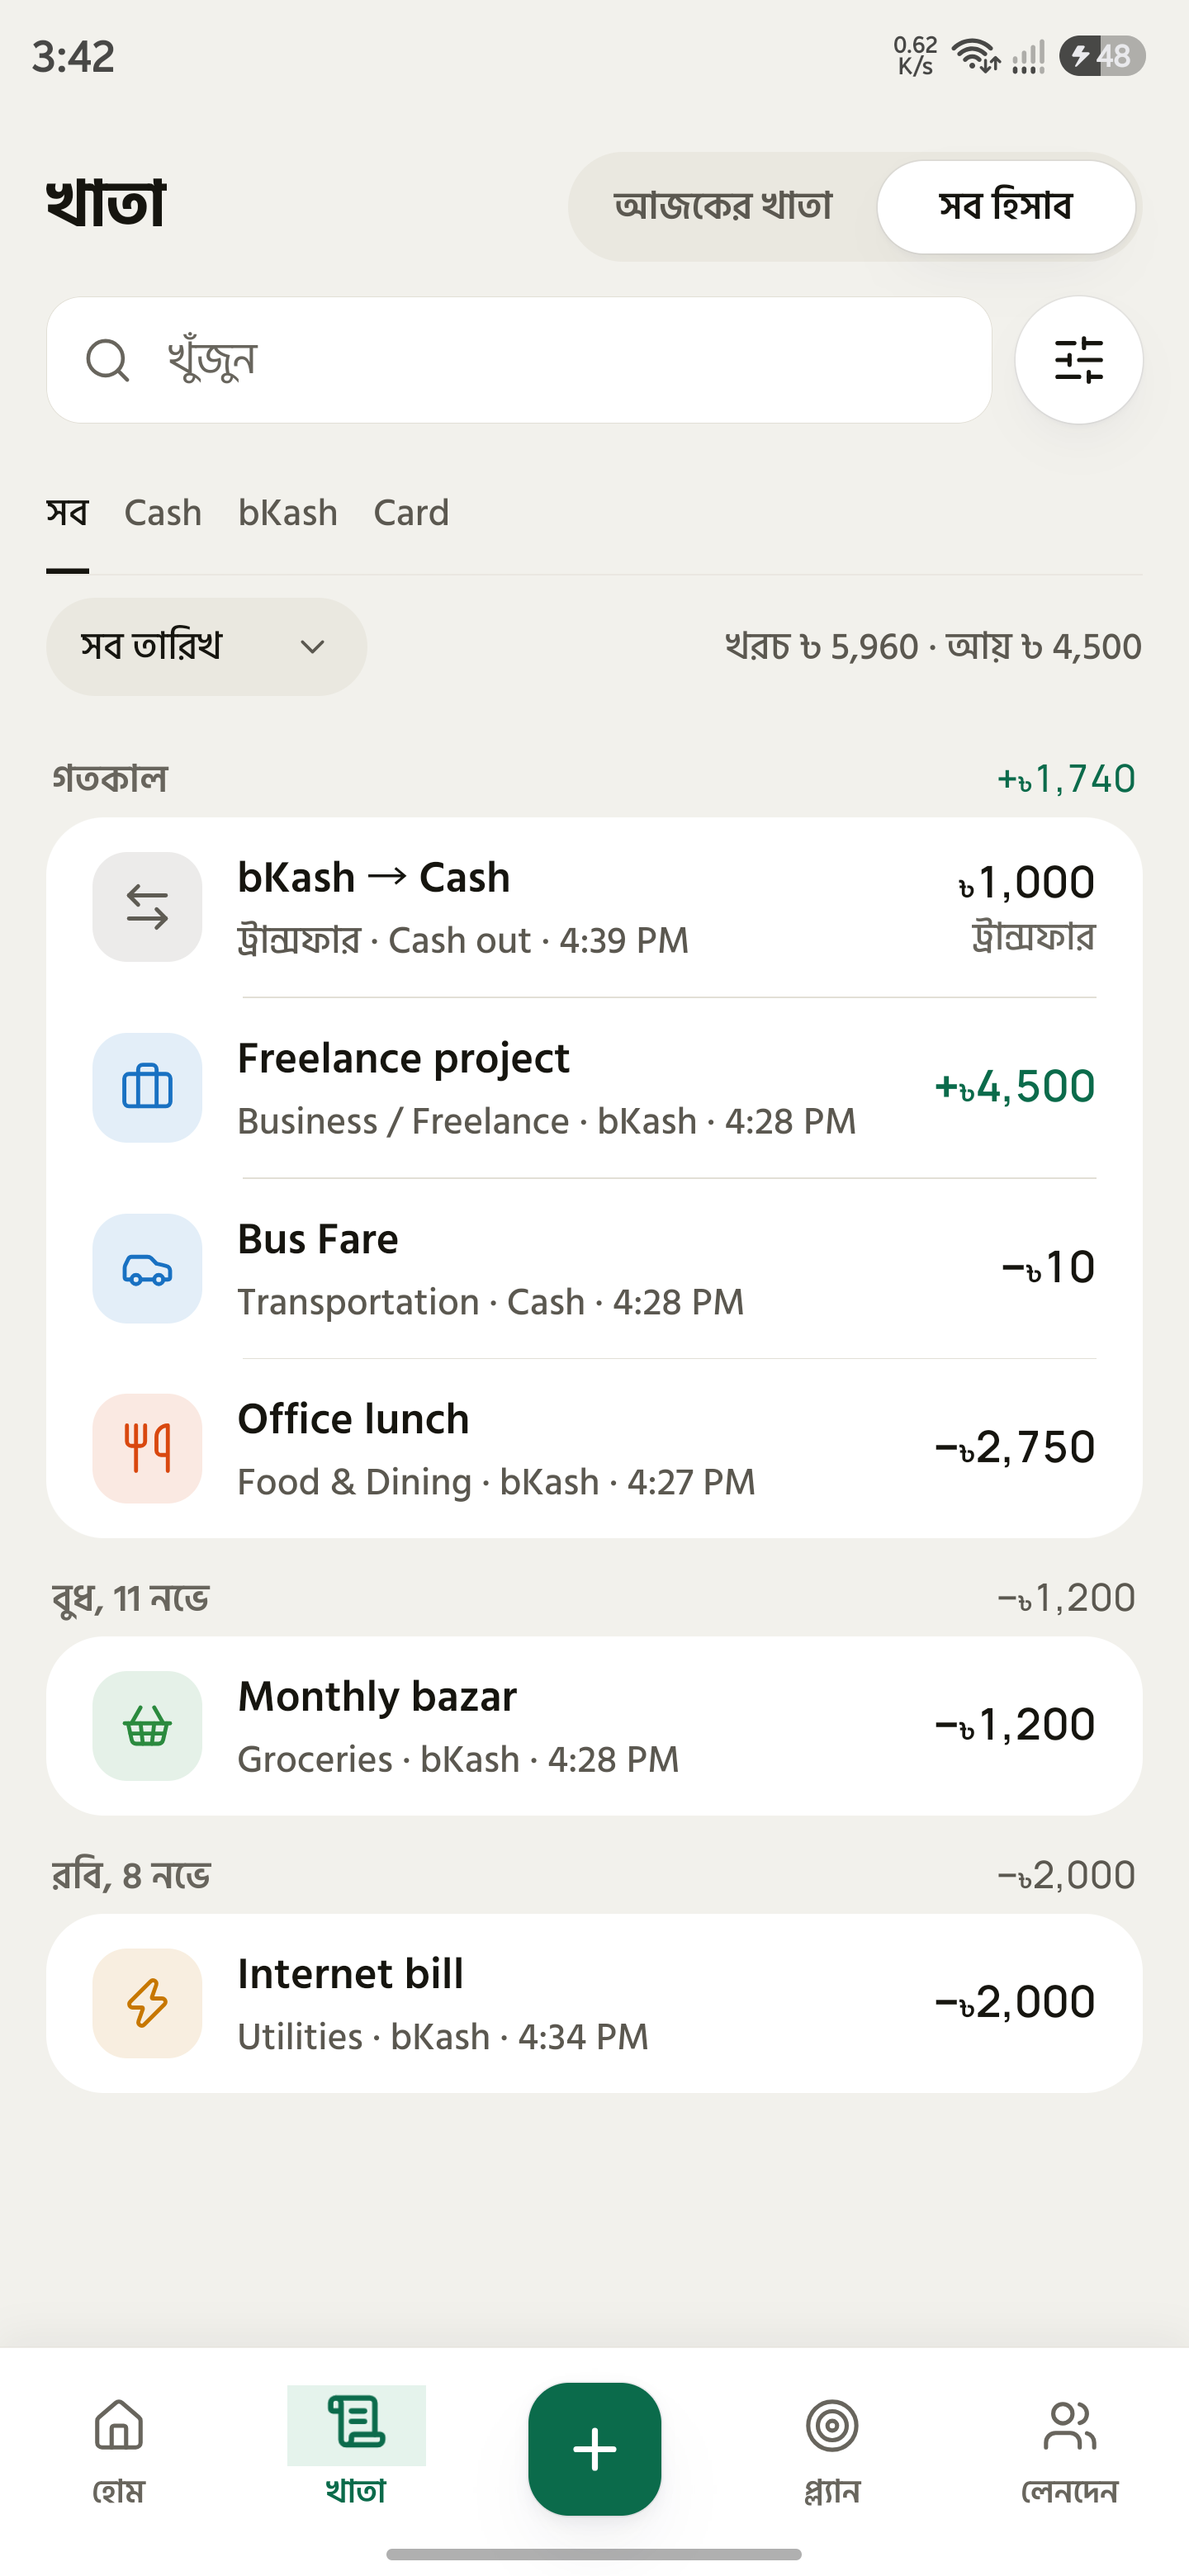 3:42
0.62
K/s
48
খাতা
আজকের খাতা
সব হিসাব
খুঁজুন
সব Cash bKash Card
সব তারিখ
খরচ ৳ 5,960 · আয় ৳ 4,500
গতকাল
+৳1,740
bKash → Cash
৳1,000
ট্রান্সফার · Cash out · 4:39 PM
ট্রান্সফার
Freelance project
+৳4,500
Business / Freelance · bKash · 4:28 PM
Bus Fare
−৳10
Transportation · Cash · 4:28 PM
Office lunch
−৳2,750
Food & Dining · bKash · 4:27 PM
বুধ, 11 নভে
−৳1,200
Monthly bazar
−৳1,200
Groceries · bKash · 4:28 PM
রবি, 8 নভে
−৳2,000
Internet bill
−৳2,000
Utilities · bKash · 4:34 PM
হোম
খাতা
প্ল্যান
লেনদেন